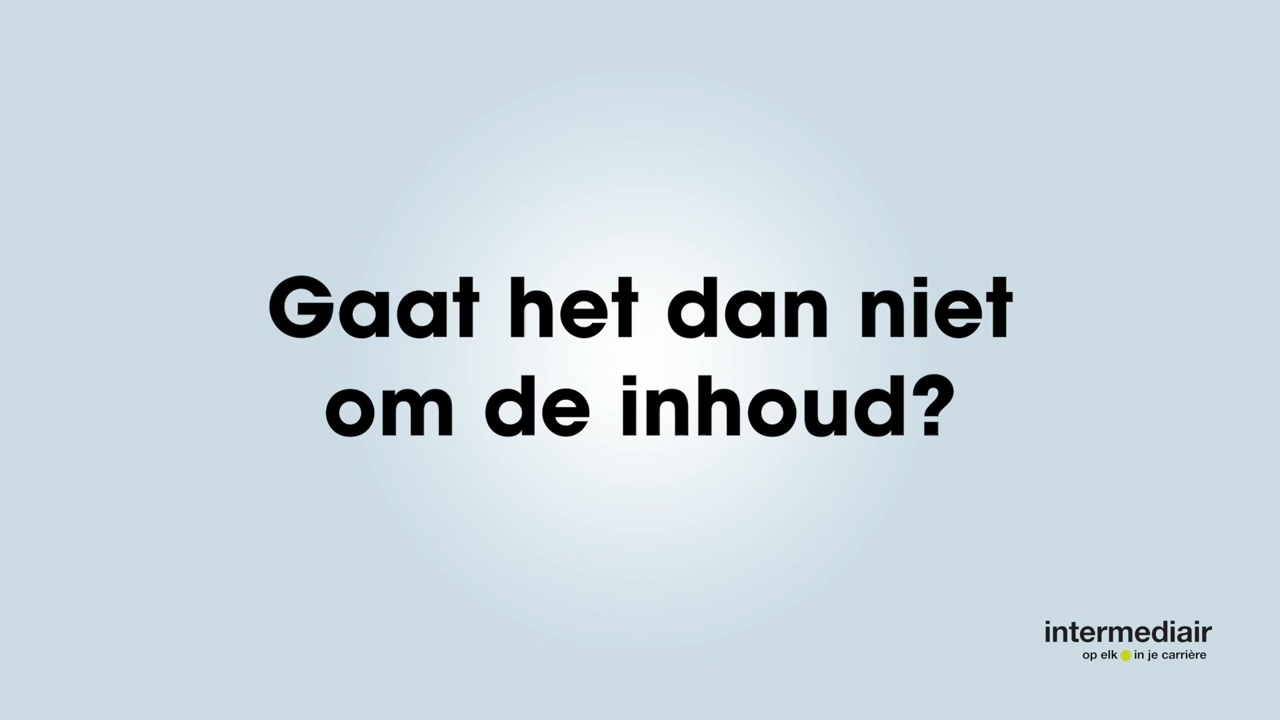 Gaat het dan niet
om de inhoud?
intermediair
op elk in je carrière